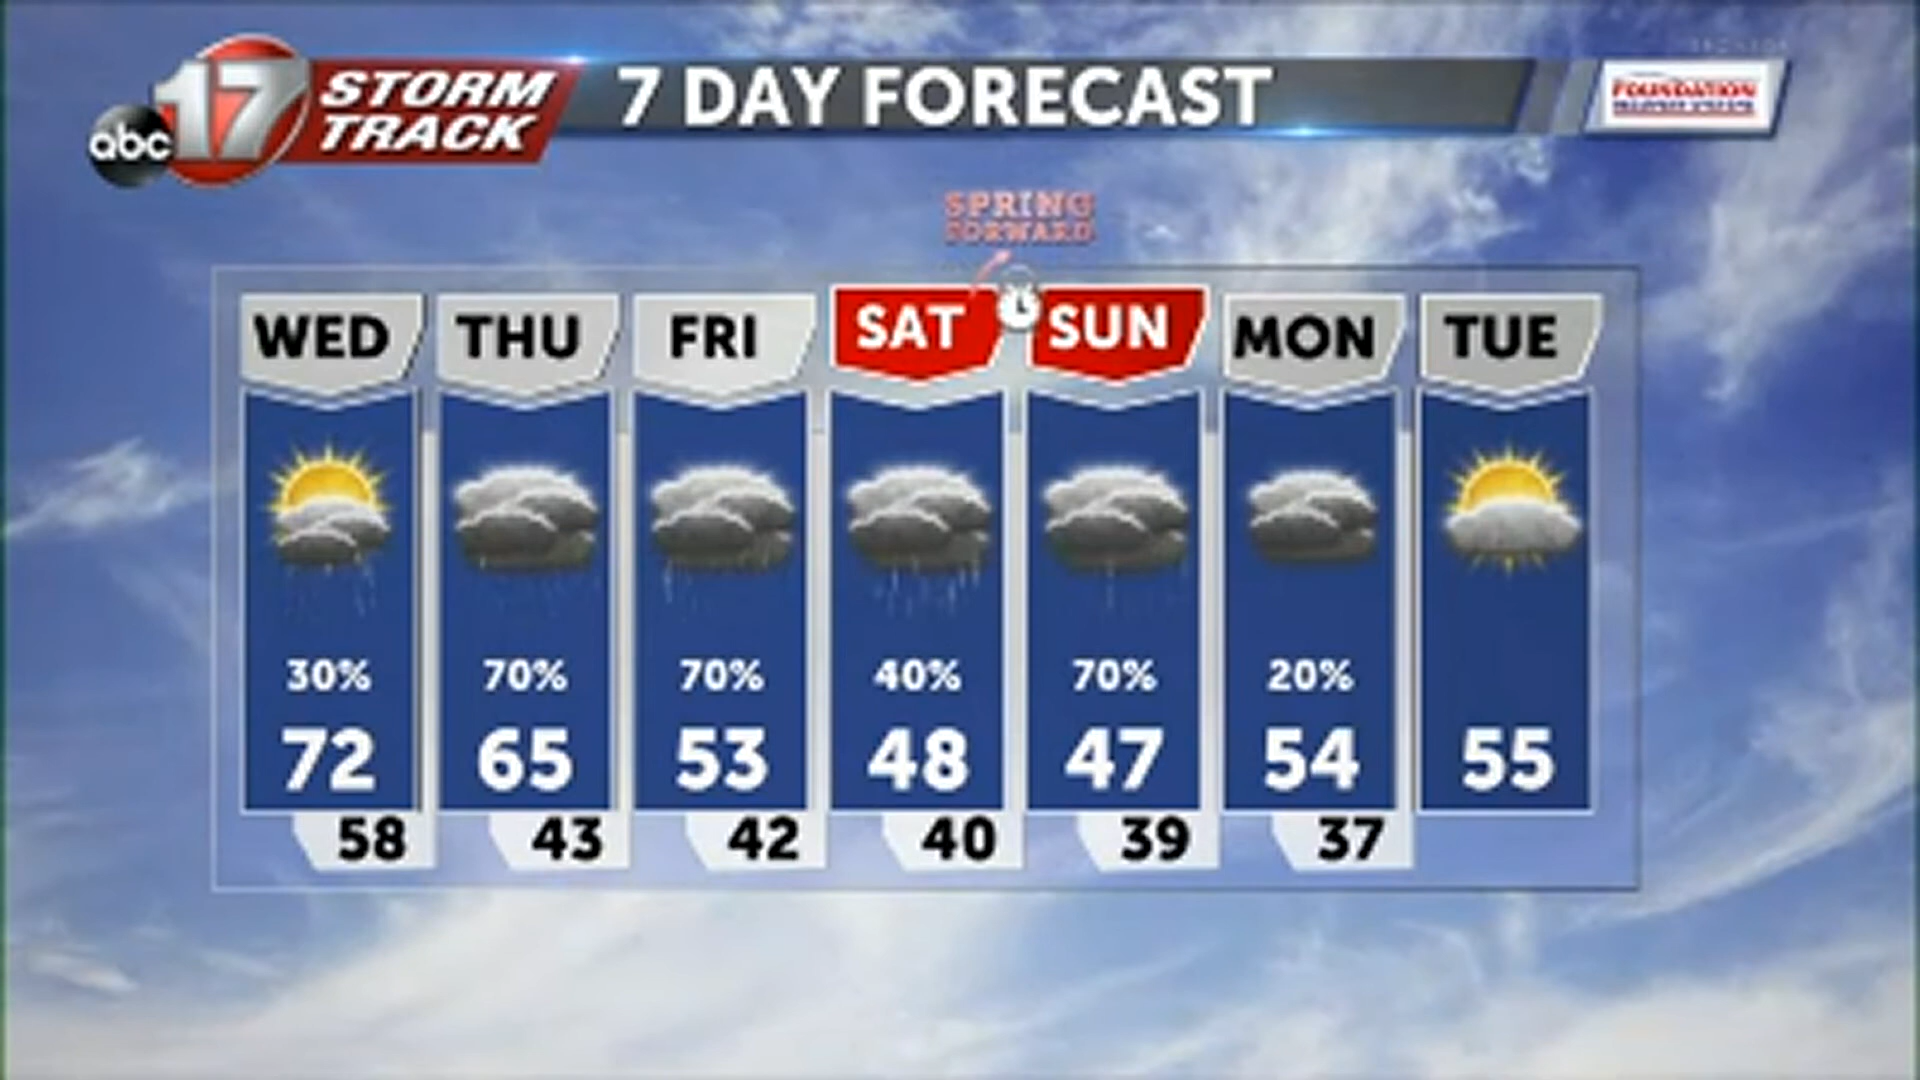 abc 17 STORM TRACK
7 DAY FORECAST
FOUNDATION
SPRING
FORWARD
WED THU FRI SAT SUN MON TUE
30% 70% 70% 40% 70% 20%
72 65 53 48 47 54 55
58 43 42 40 39 37